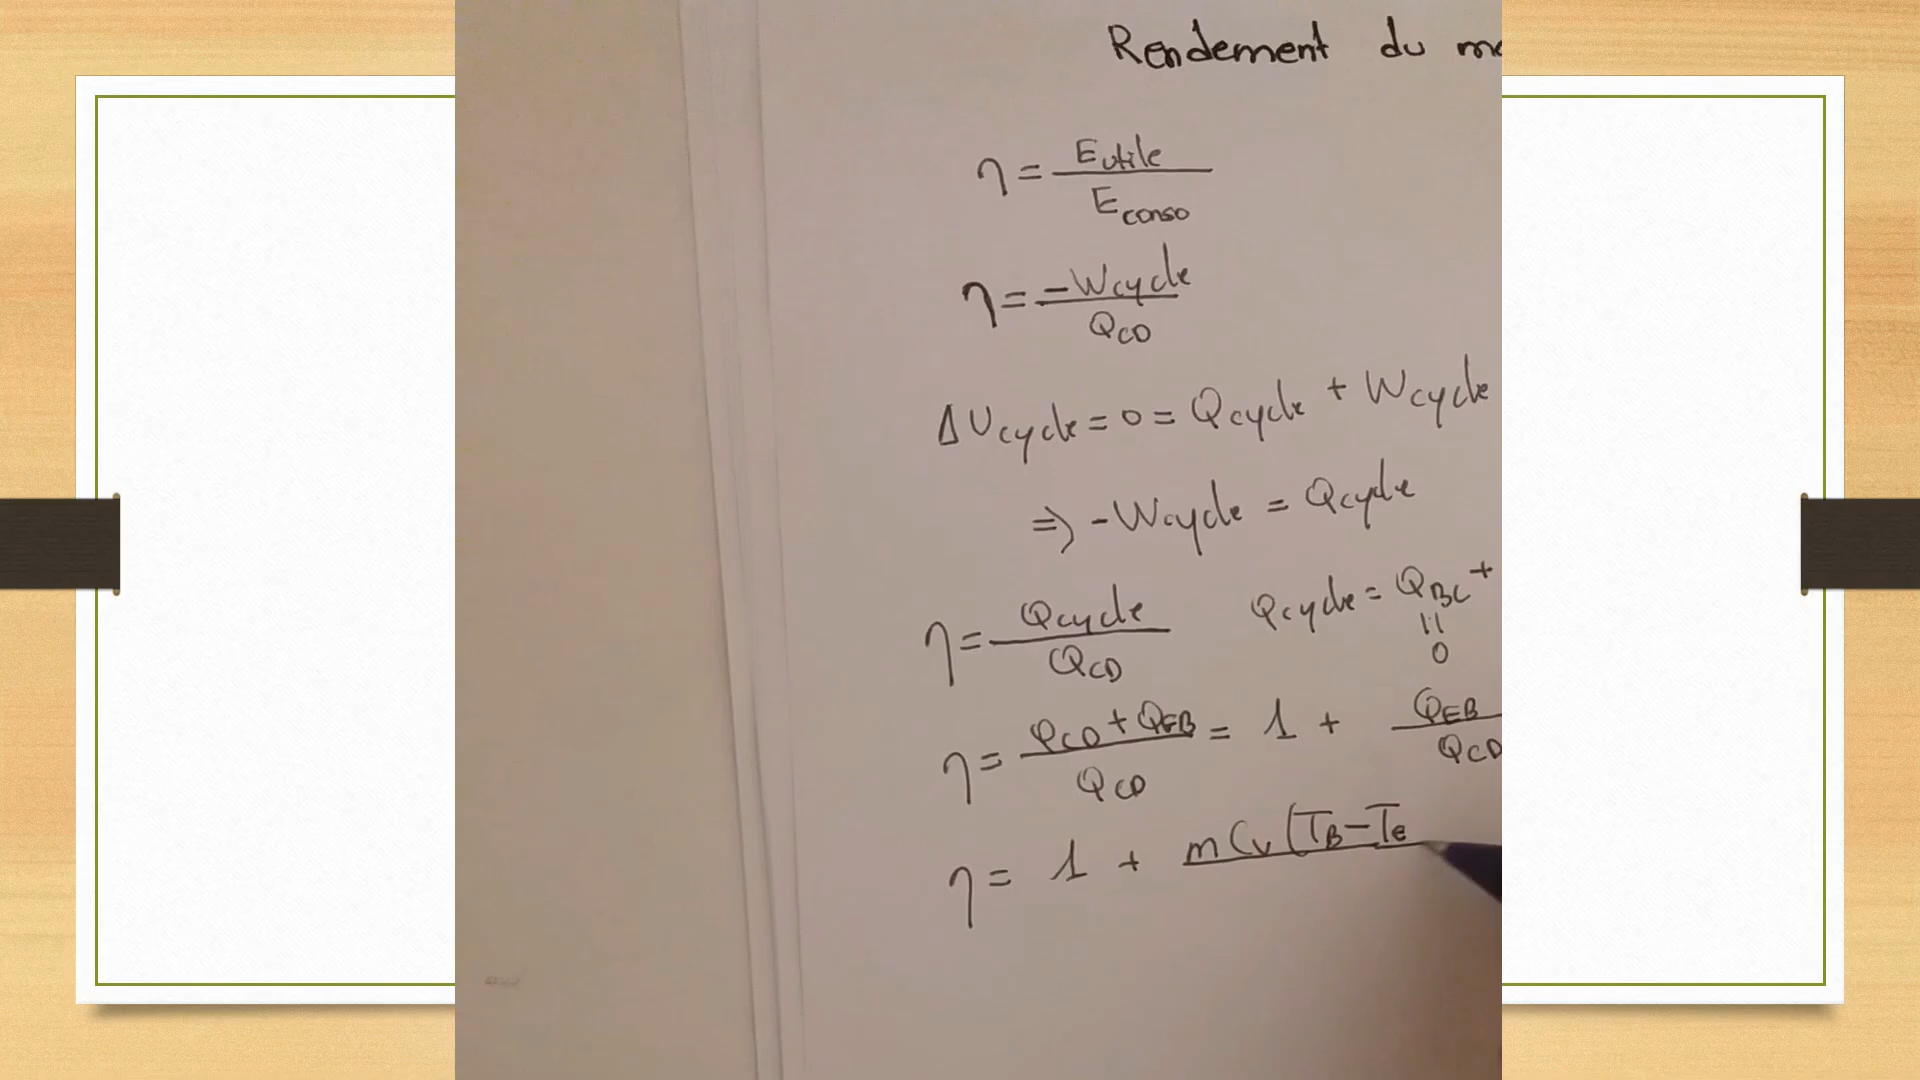 Rendement du
η = Eutile / Econso
η = -Wcycle / QCD
ΔUcycle = 0 = Qcycle + Wcycle
⇒ -Wcycle = Qcycle
η = Qcycle / QCD Qcycle = QBC +
||
0
η = QCD + QEB / QCD = 1 + QEB / QCD
η = 1 + mCv (TB - TE